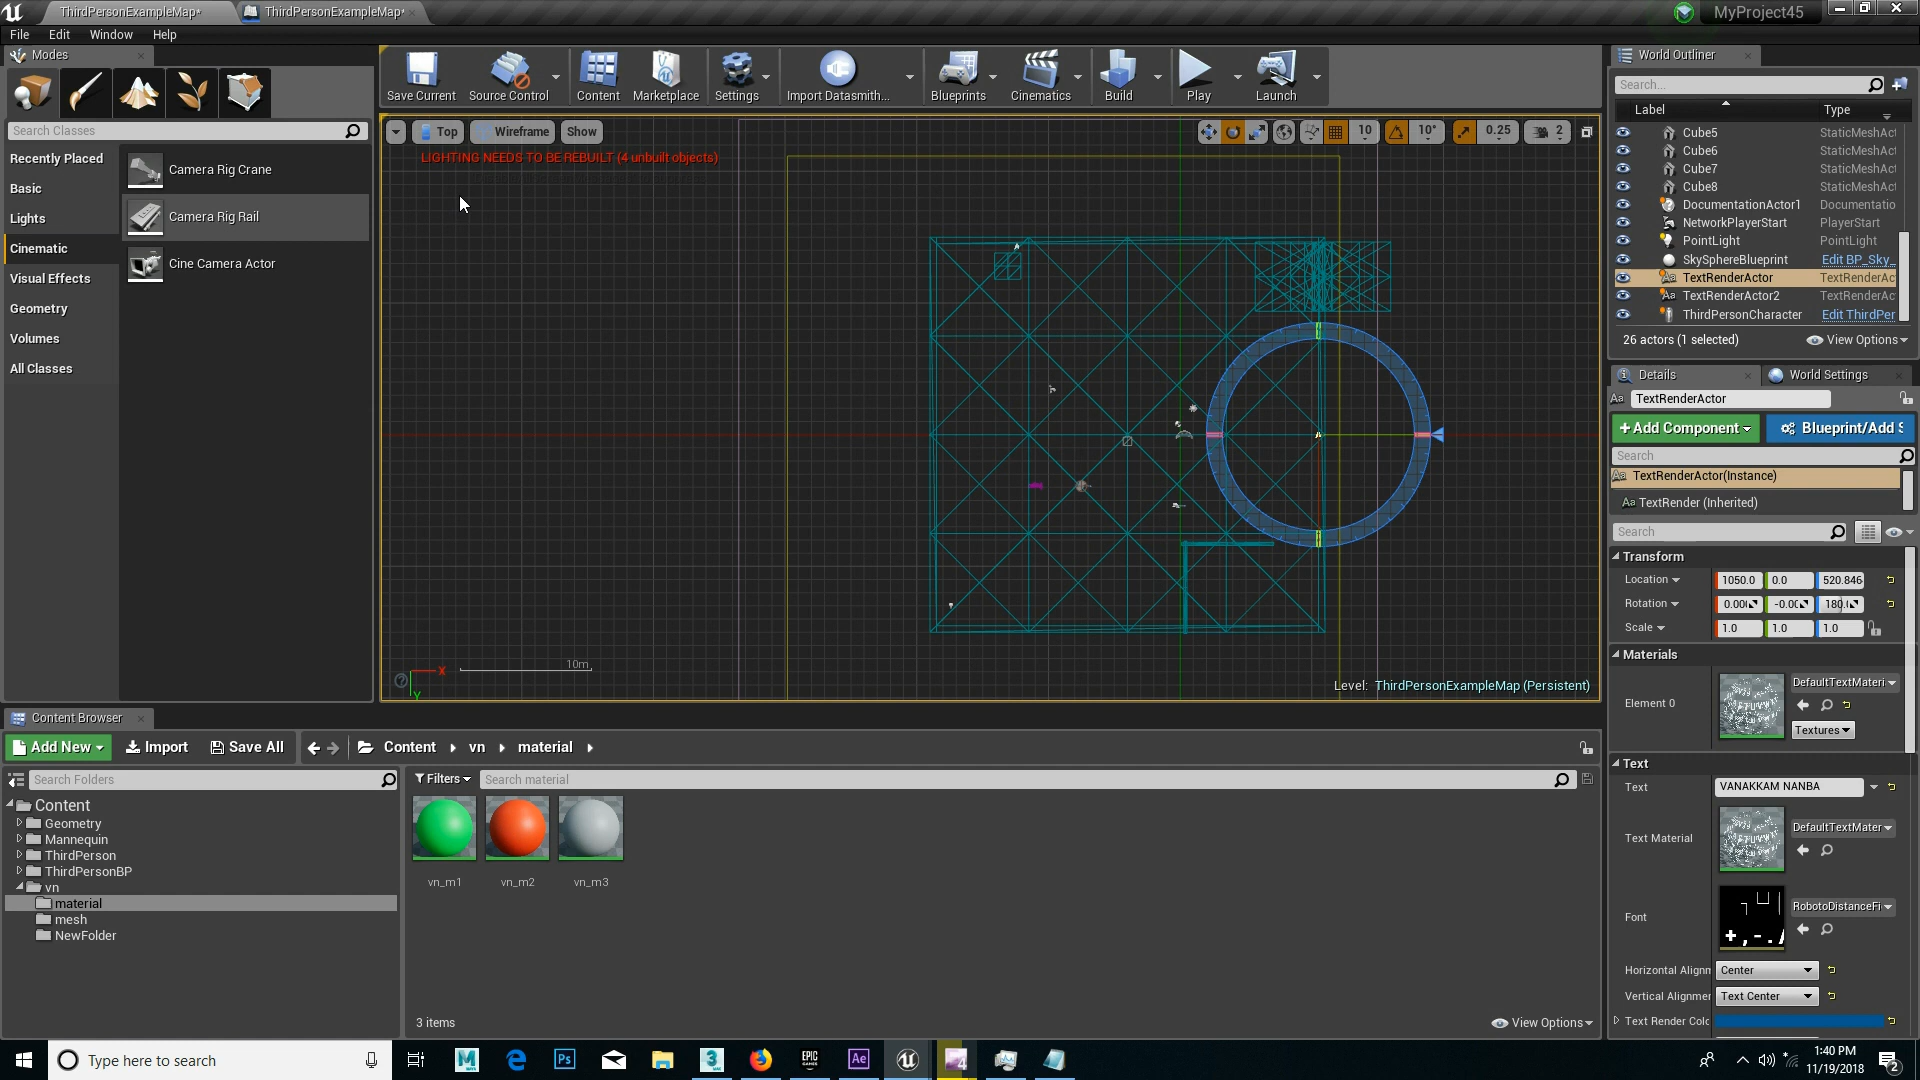 ThirdPersonExampleMap*
ThirdPersonExampleMap*
MyProject45
File Edit Window Help
Modes
Search Classes
Recently Placed
Basic
Lights
Cinematic
Visual Effects
Geometry
Volumes
All Classes
Camera Rig Crane
Camera Rig Rail
Cine Camera Actor
Save Current Source Control Content Marketplace Settings Import Datasmith... Blueprints Cinematics Build Play Launch
Top Wireframe Show
10 10° 0.25 2
LIGHTING NEEDS TO BE REBUILT (4 unbuilt objects)
10m
X
Y
Level: ThirdPersonExampleMap (Persistent)
World Outliner
Search...
Label Type
Cube5 StaticMeshAct
Cube6 StaticMeshAct
Cube7 StaticMeshAct
Cube8 StaticMeshAct
DocumentationActor1 Documentatio
NetworkPlayerStart PlayerStart
PointLight PointLight
SkySphereBlueprint Edit BP_Sky_
TextRenderActor TextRenderAc
TextRenderActor2 TextRenderAc
ThirdPersonCharacter Edit ThirdPer
26 actors (1 selected) View Options
Details World Settings
TextRenderActor
+Add Component Blueprint/Add S
Search
TextRenderActor(Instance)
TextRender (Inherited)
Search
Transform
Location 1050.0 0.0 520.846
Rotation 0.00 -0.00 180.
Scale 1.0 1.0 1.0
Materials
Element 0 DefaultTextMateri
Textures
Text
Text VANAKKAM NANBA
Text Material DefaultTextMater
Font RobotoDistanceFi
Horizontal Alignm Center
Vertical Alignmer Text Center
Text Render Colo
Content Browser
Add New Import Save All Content vn material
Search Folders
Filters Search material
Content
Geometry
Mannequin
ThirdPerson
ThirdPersonBP
vn
material
mesh
NewFolder
vn_m1 vn_m2 vn_m3
3 items View Options
Type here to search
1:40 PM
11/19/2018
2